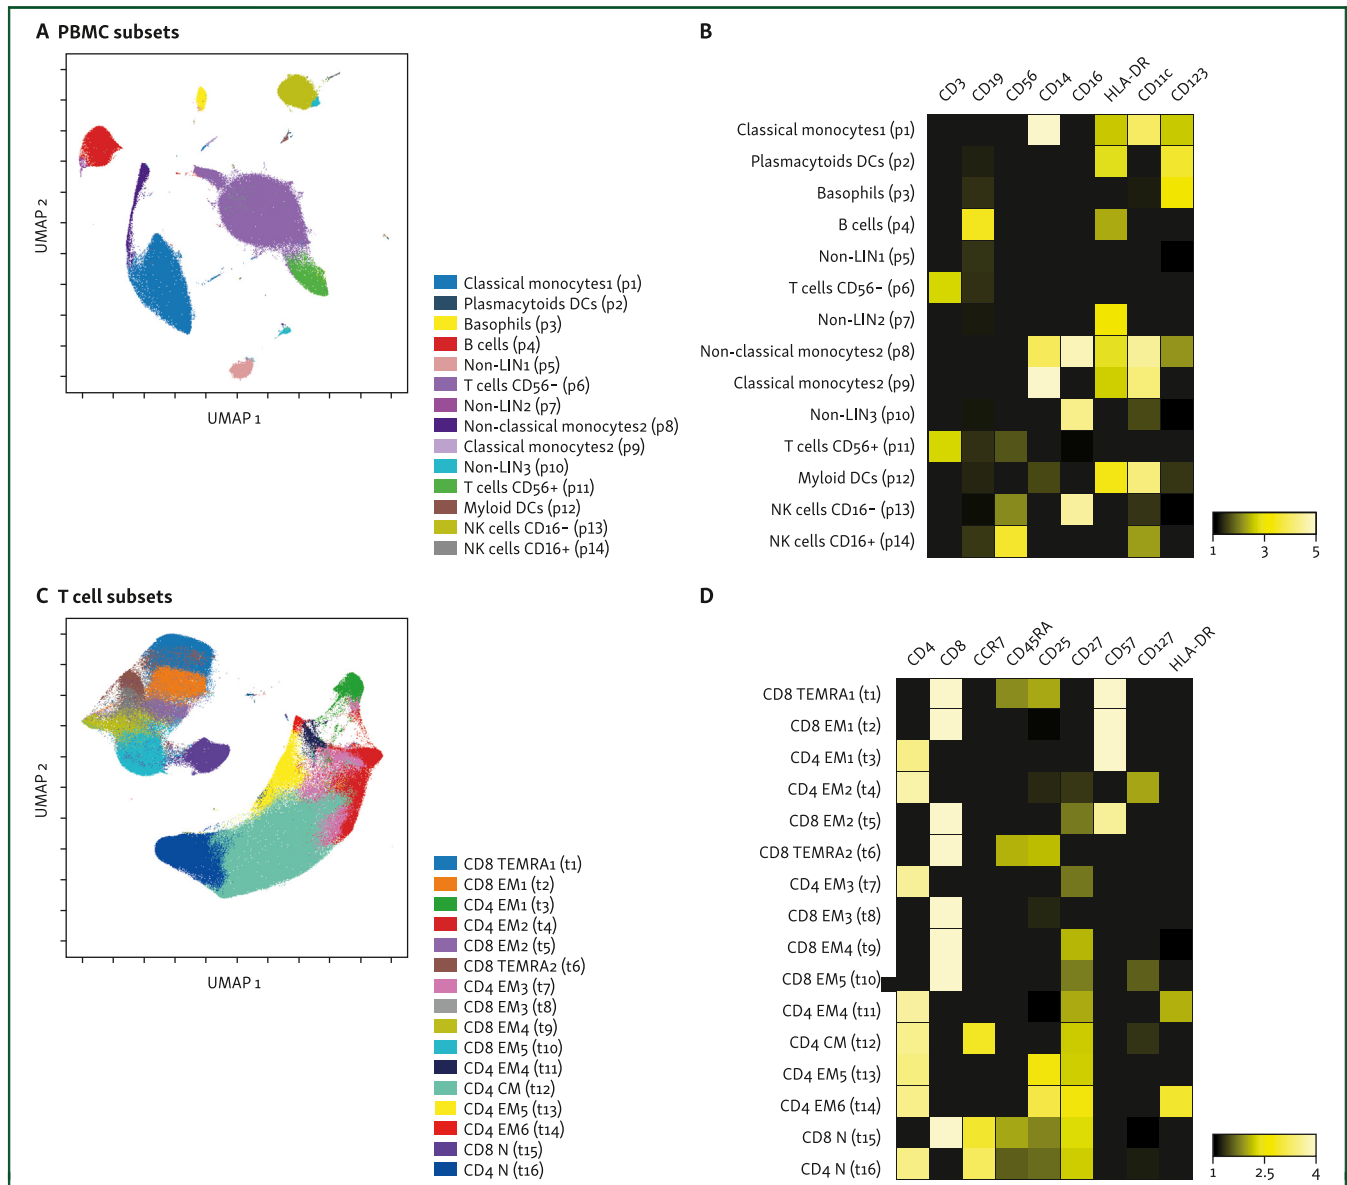 A PBMC subsets
UMAP 2
UMAP 1
Classical monocytes1 (p1)
Plasmacytoids DCs (p2)
Basophils (p3)
B cells (p4)
Non-LIN1 (p5)
T cells CD56− (p6)
Non-LIN2 (p7)
Non-classical monocytes2 (p8)
Classical monocytes2 (p9)
Non-LIN3 (p10)
T cells CD56+ (p11)
Myloid DCs (p12)
NK cells CD16− (p13)
NK cells CD16+ (p14)
B
CD3 CD19 CD56 CD14 CD16 HLA-DR CD11c CD123
Classical monocytes1 (p1)
Plasmacytoids DCs (p2)
Basophils (p3)
B cells (p4)
Non-LIN1 (p5)
T cells CD56− (p6)
Non-LIN2 (p7)
Non-classical monocytes2 (p8)
Classical monocytes2 (p9)
Non-LIN3 (p10)
T cells CD56+ (p11)
Myloid DCs (p12)
NK cells CD16− (p13)
NK cells CD16+ (p14)
1 3 5
C T cell subsets
UMAP 2
UMAP 1
CD8 TEMRA1 (t1)
CD8 EM1 (t2)
CD4 EM1 (t3)
CD4 EM2 (t4)
CD8 EM2 (t5)
CD8 TEMRA2 (t6)
CD4 EM3 (t7)
CD8 EM3 (t8)
CD8 EM4 (t9)
CD8 EM5 (t10)
CD4 EM4 (t11)
CD4 CM (t12)
CD4 EM5 (t13)
CD4 EM6 (t14)
CD8 N (t15)
CD4 N (t16)
D
CD4 CD8 CCR7 CD45RA CD25 CD27 CD57 CD127 HLA-DR
CD8 TEMRA1 (t1)
CD8 EM1 (t2)
CD4 EM1 (t3)
CD4 EM2 (t4)
CD8 EM2 (t5)
CD8 TEMRA2 (t6)
CD4 EM3 (t7)
CD8 EM3 (t8)
CD8 EM4 (t9)
CD8 EM5 (t10)
CD4 EM4 (t11)
CD4 CM (t12)
CD4 EM5 (t13)
CD4 EM6 (t14)
CD8 N (t15)
CD4 N (t16)
1 2.5 4